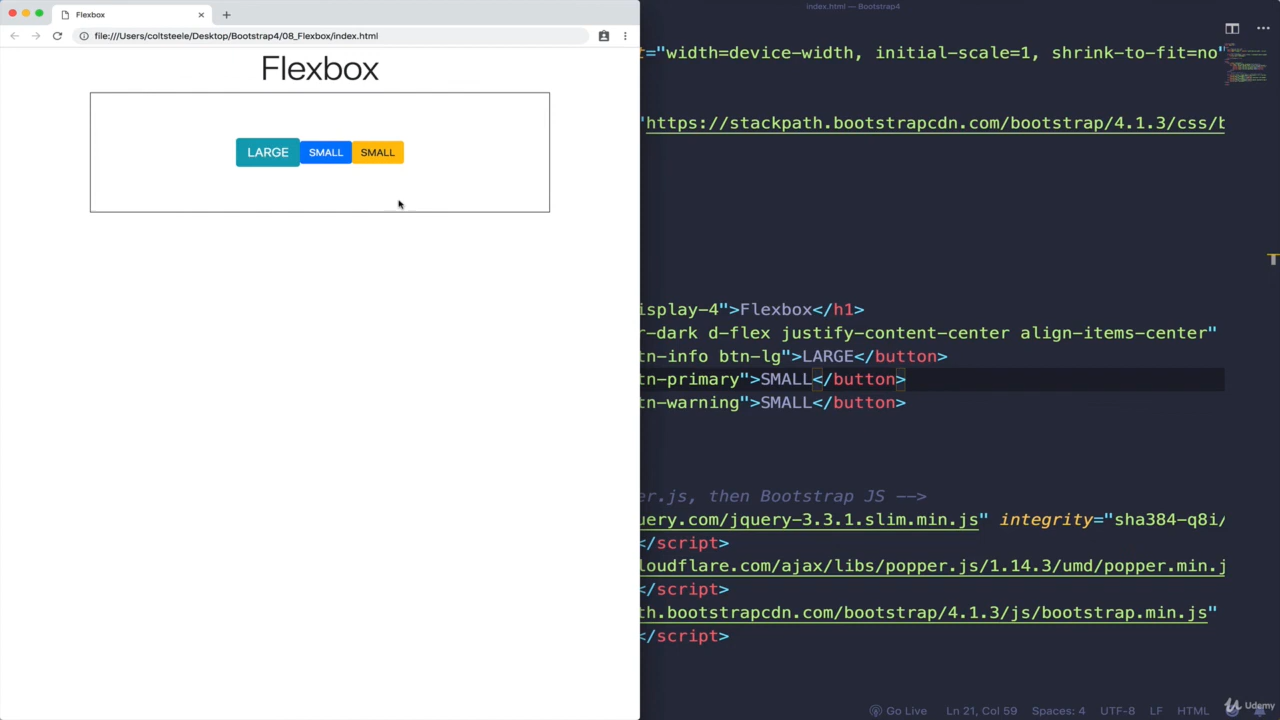 Flexbox
file:///Users/coltsteele/Desktop/Bootstrap4/08_Flexbox/index.html
Flexbox
LARGE SMALL SMALL
index.html — Bootstrap4
="width=device-width, initial-scale=1, shrink-to-fit=no"
"https://stackpath.bootstrapcdn.com/bootstrap/4.1.3/css/b
isplay-4">Flexbox</h1>
r-dark d-flex justify-content-center align-items-center"
tn-info btn-lg">LARGE</button>
tn-primary">SMALL</button>
tn-warning">SMALL</button>
er.js, then Bootstrap JS -->
uery.com/jquery-3.3.1.slim.min.js" integrity="sha384-q8i/
</script>
loudflare.com/ajax/libs/popper.js/1.14.3/umd/popper.min.j
</script>
th.bootstrapcdn.com/bootstrap/4.1.3/js/bootstrap.min.js"
</script>
Go Live Ln 21, Col 59 Spaces: 4 UTF-8 LF HTML
Udemy